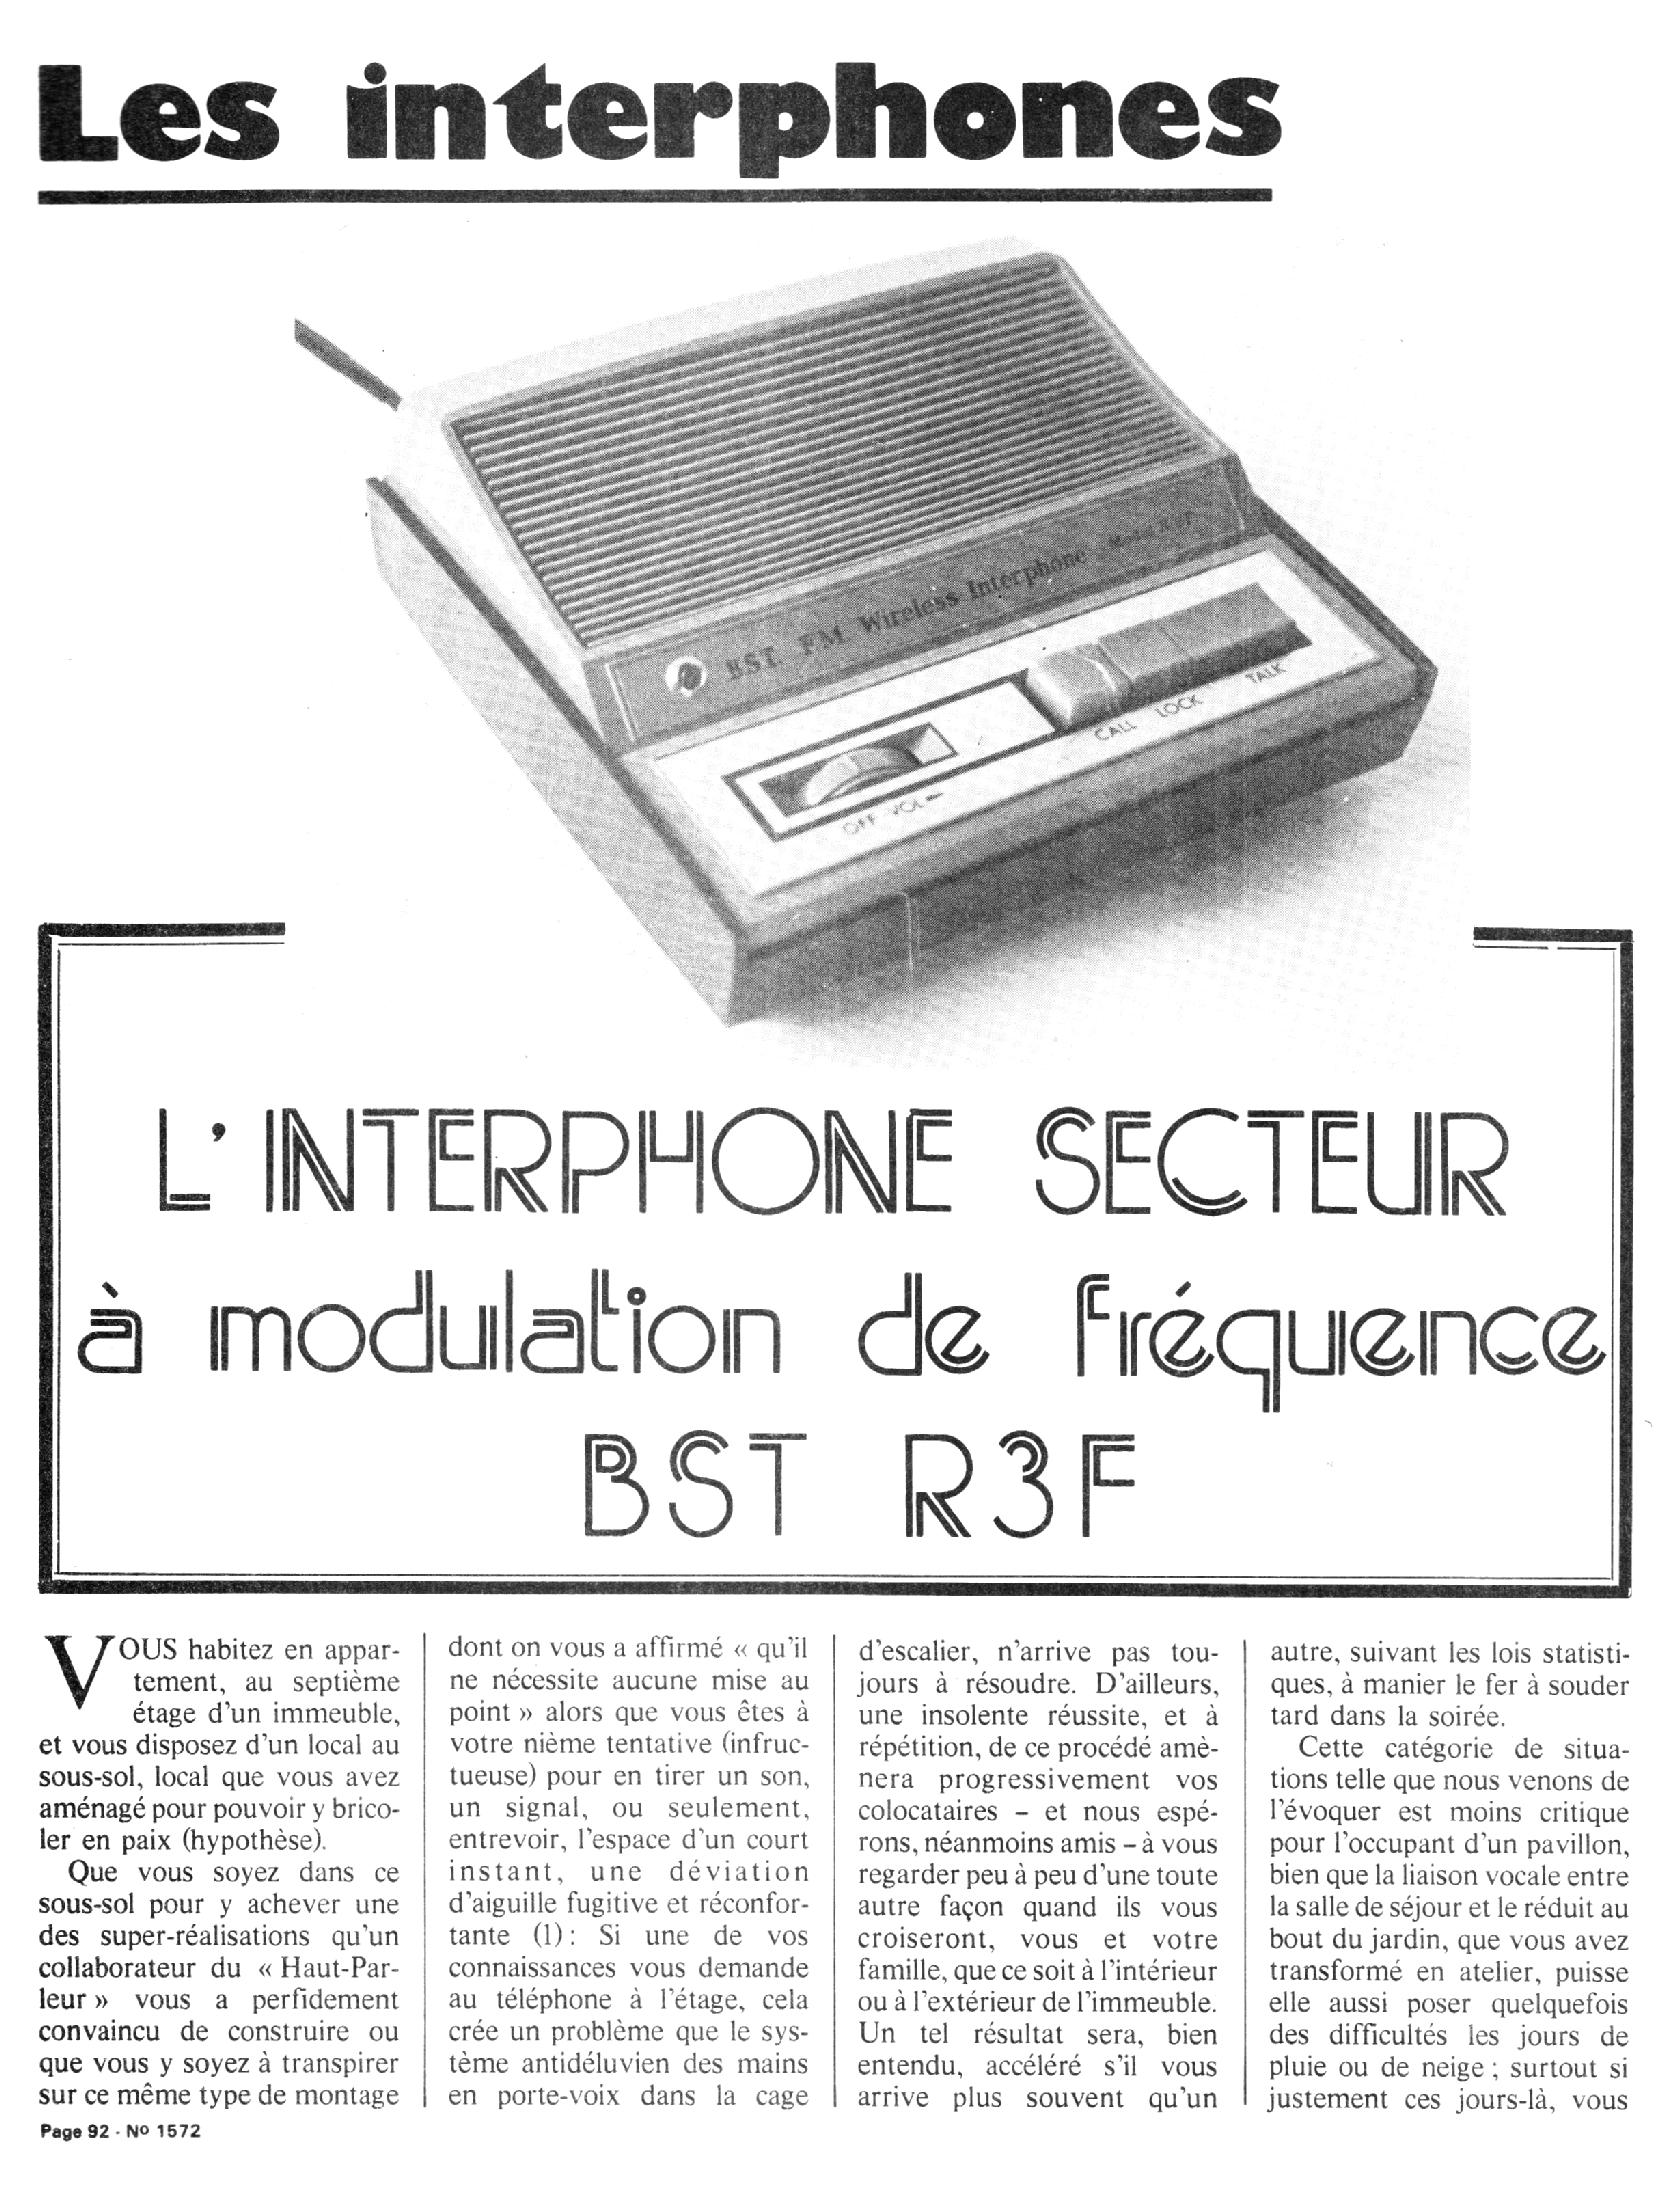 Les interphones
BST FM Wireless Interphone
OFF VOL
CALL LOCK TALK
L'INTERPHONE SECTEUR
à modulation de fréquence
BST R3F
VOUS habitez en appar-
tement, au septième
étage d'un immeuble,
et vous disposez d'un local au
sous-sol, local que vous avez
aménagé pour pouvoir y brico-
ler en paix (hypothèse).
Que vous soyez dans ce
sous-sol pour y achever une
des super-réalisations qu'un
collaborateur du « Haut-Par-
leur » vous a perfidement
convaincu de construire ou
que vous y soyez à transpirer
sur ce même type de montage
dont on vous a affirmé « qu'il
ne nécessite aucune mise au
point » alors que vous êtes à
votre nième tentative (infruc-
tueuse) pour en tirer un son,
un signal, ou seulement,
entrevoir, l'espace d'un court
instant, une déviation
d'aiguille fugitive et réconfor-
tante (1) : Si une de vos
connaissances vous demande
au téléphone à l'étage, cela
crée un problème que le sys-
tème antidéluvien des mains
en porte-voix dans la cage
d'escalier, n'arrive pas tou-
jours à résoudre. D'ailleurs,
une insolente réussite, et à
répétition, de ce procédé amè-
nera progressivement vos
colocataires – et nous espé-
rons, néanmoins amis – à vous
regarder peu à peu d'une toute
autre façon quand ils vous
croiseront, vous et votre
famille, que ce soit à l'intérieur
ou à l'extérieur de l'immeuble.
Un tel résultat sera, bien
entendu, accéléré s'il vous
arrive plus souvent qu'un
autre, suivant les lois statisti-
ques, à manier le fer à souder
tard dans la soirée.
Cette catégorie de situa-
tions telle que nous venons de
l'évoquer est moins critique
pour l'occupant d'un pavillon,
bien que la liaison vocale entre
la salle de séjour et le réduit au
bout du jardin, que vous avez
transformé en atelier, puisse
elle aussi poser quelquefois
des difficultés les jours de
pluie ou de neige ; surtout si
justement ces jours-là, vous
Page 92 - Nº 1572